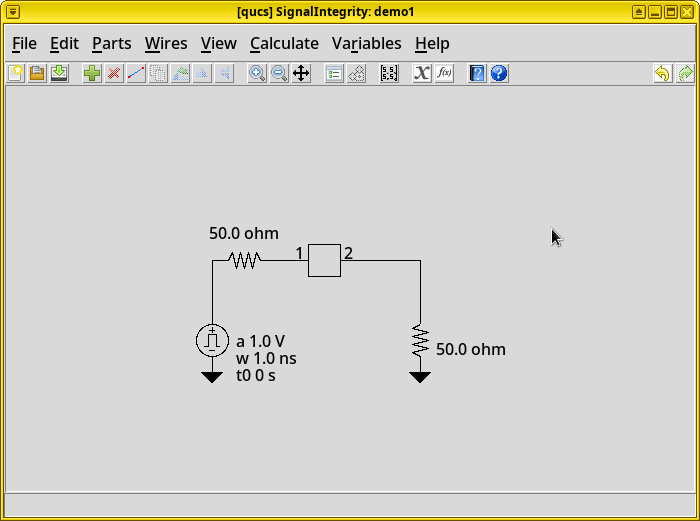 [qucs] SignalIntegrity: demo1
File Edit Parts Wires View Calculate Variables Help
X f(x) ? ?
50.0 ohm
1 2
a 1.0 V
w 1.0 ns
t0 0 s
50.0 ohm